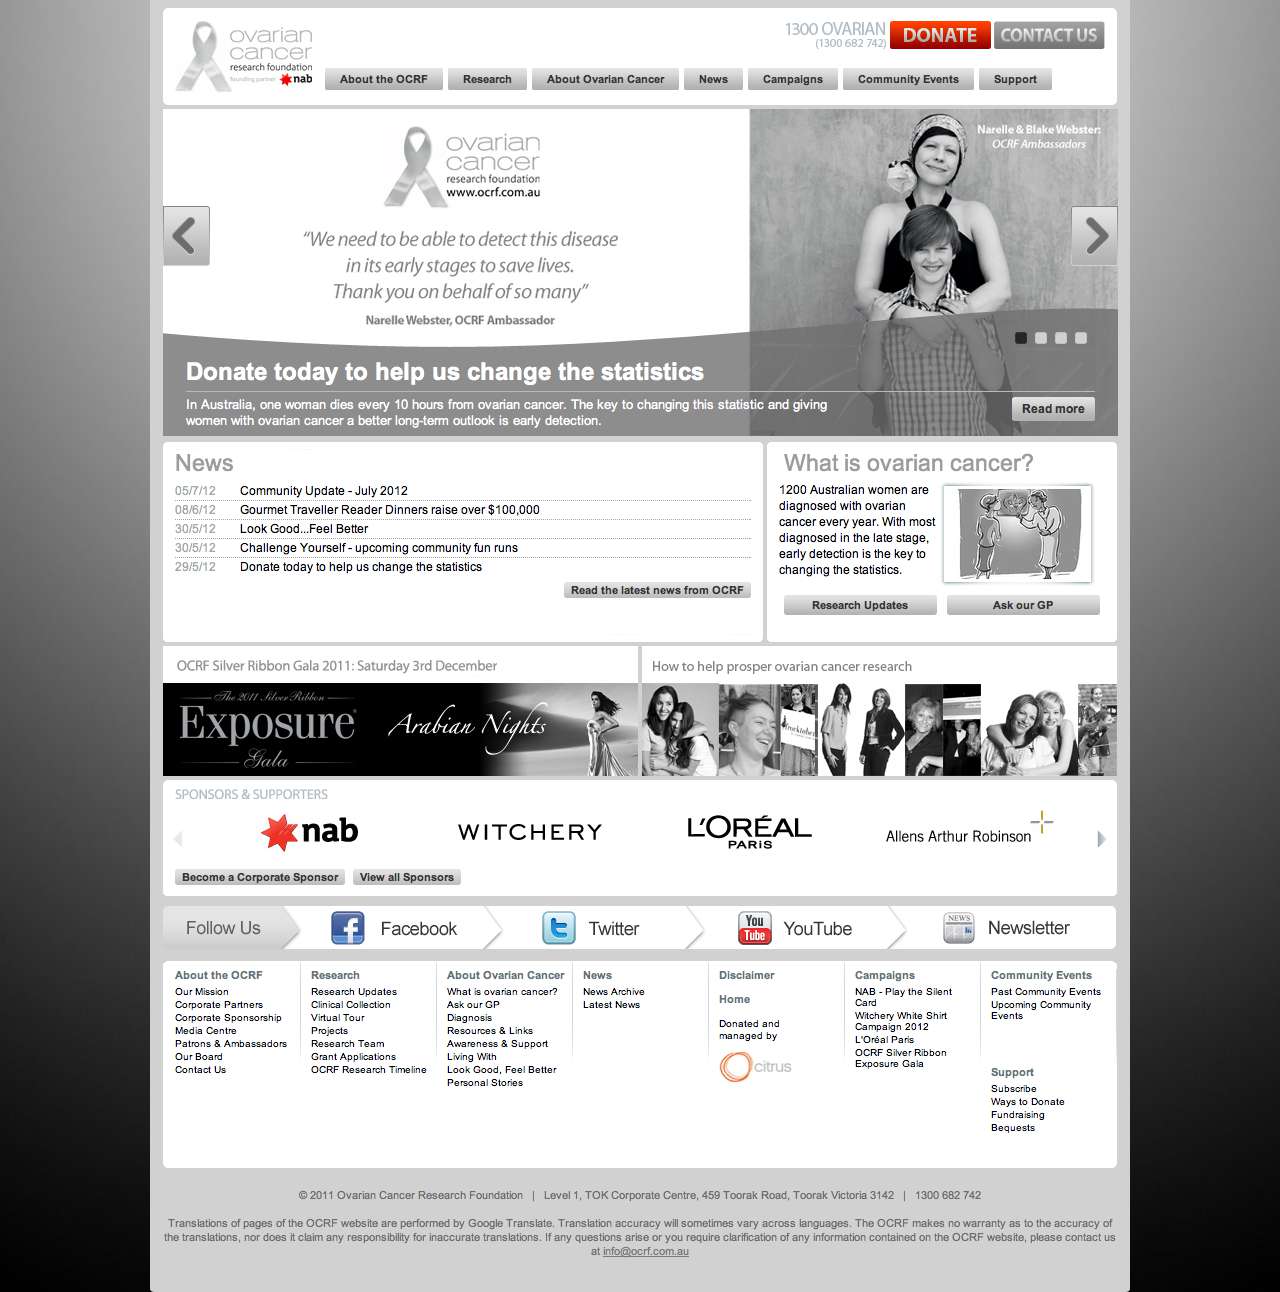 ovarian
cancer
research foundation
founding partner nab
1300 OVARIAN
(1300 682 742)
DONATE
CONTACT US
About the OCRF
Research
About Ovarian Cancer
News
Campaigns
Community Events
Support
ovarian
cancer
research foundation
www.ocrf.com.au
Narelle & Blake Webster:
OCRF Ambassadors
“We need to be able to detect this disease
in its early stages to save lives.
Thank you on behalf of so many”
Narelle Webster, OCRF Ambassador
Donate today to help us change the statistics
In Australia, one woman dies every 10 hours from ovarian cancer. The key to changing this statistic and giving
women with ovarian cancer a better long-term outlook is early detection.
Read more
News
05/7/12 Community Update - July 2012
08/6/12 Gourmet Traveller Reader Dinners raise over $100,000
30/5/12 Look Good...Feel Better
30/5/12 Challenge Yourself - upcoming community fun runs
29/5/12 Donate today to help us change the statistics
Read the latest news from OCRF
What is ovarian cancer?
1200 Australian women are
diagnosed with ovarian
cancer every year. With most
diagnosed in the late stage,
early detection is the key to
changing the statistics.
Research Updates
Ask our GP
OCRF Silver Ribbon Gala 2011: Saturday 3rd December
The 2011 Silver Ribbon
Exposure
Gala
Arabian Nights
How to help prosper ovarian cancer research
SPONSORS & SUPPORTERS
nab
WITCHERY
L'ORÉAL
PARIS
Allens Arthur Robinson
Become a Corporate Sponsor
View all Sponsors
Follow Us
Facebook
Twitter
You
Tube
YouTube
NEWS
Newsletter
About the OCRF
Our Mission
Corporate Partners
Corporate Sponsorship
Media Centre
Patrons & Ambassadors
Our Board
Contact Us
Research
Research Updates
Clinical Collection
Virtual Tour
Projects
Research Team
Grant Applications
OCRF Research Timeline
About Ovarian Cancer
What is ovarian cancer?
Ask our GP
Diagnosis
Resources & Links
Awareness & Support
Living With
Look Good, Feel Better
Personal Stories
News
News Archive
Latest News
Disclaimer
Home
Donated and
managed by
citrus
Campaigns
NAB - Play the Silent
Card
Witchery White Shirt
Campaign 2012
L'Oréal Paris
OCRF Silver Ribbon
Exposure Gala
Community Events
Past Community Events
Upcoming Community
Events
Support
Subscribe
Ways to Donate
Fundraising
Bequests
© 2011 Ovarian Cancer Research Foundation | Level 1, TOK Corporate Centre, 459 Toorak Road, Toorak Victoria 3142 | 1300 682 742
Translations of pages of the OCRF website are performed by Google Translate. Translation accuracy will sometimes vary across languages. The OCRF makes no warranty as to the accuracy of
the translations, nor does it claim any responsibility for inaccurate translations. If any questions arise or you require clarification of any information contained on the OCRF website, please contact us
at info@ocrf.com.au